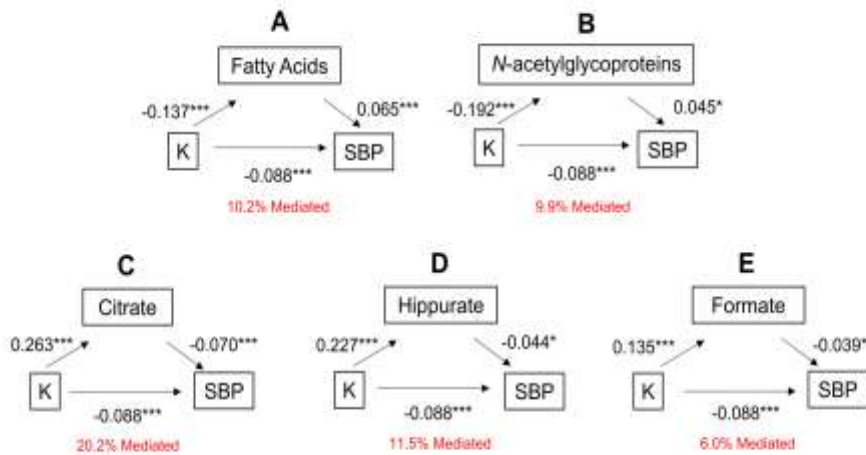 A
Fatty Acids
-0.137***
0.065***
K
SBP
-0.088***
10.2% Mediated
B
N-acetylglycoproteins
-0.192***
0.045*
K
SBP
-0.088***
9.9% Mediated
C
Citrate
0.263***
-0.070***
K
SBP
-0.088***
20.2% Mediated
D
Hippurate
0.227***
-0.044*
K
SBP
-0.088***
11.5% Mediated
E
Formate
0.135***
-0.039*
K
SBP
-0.088***
6.0% Mediated